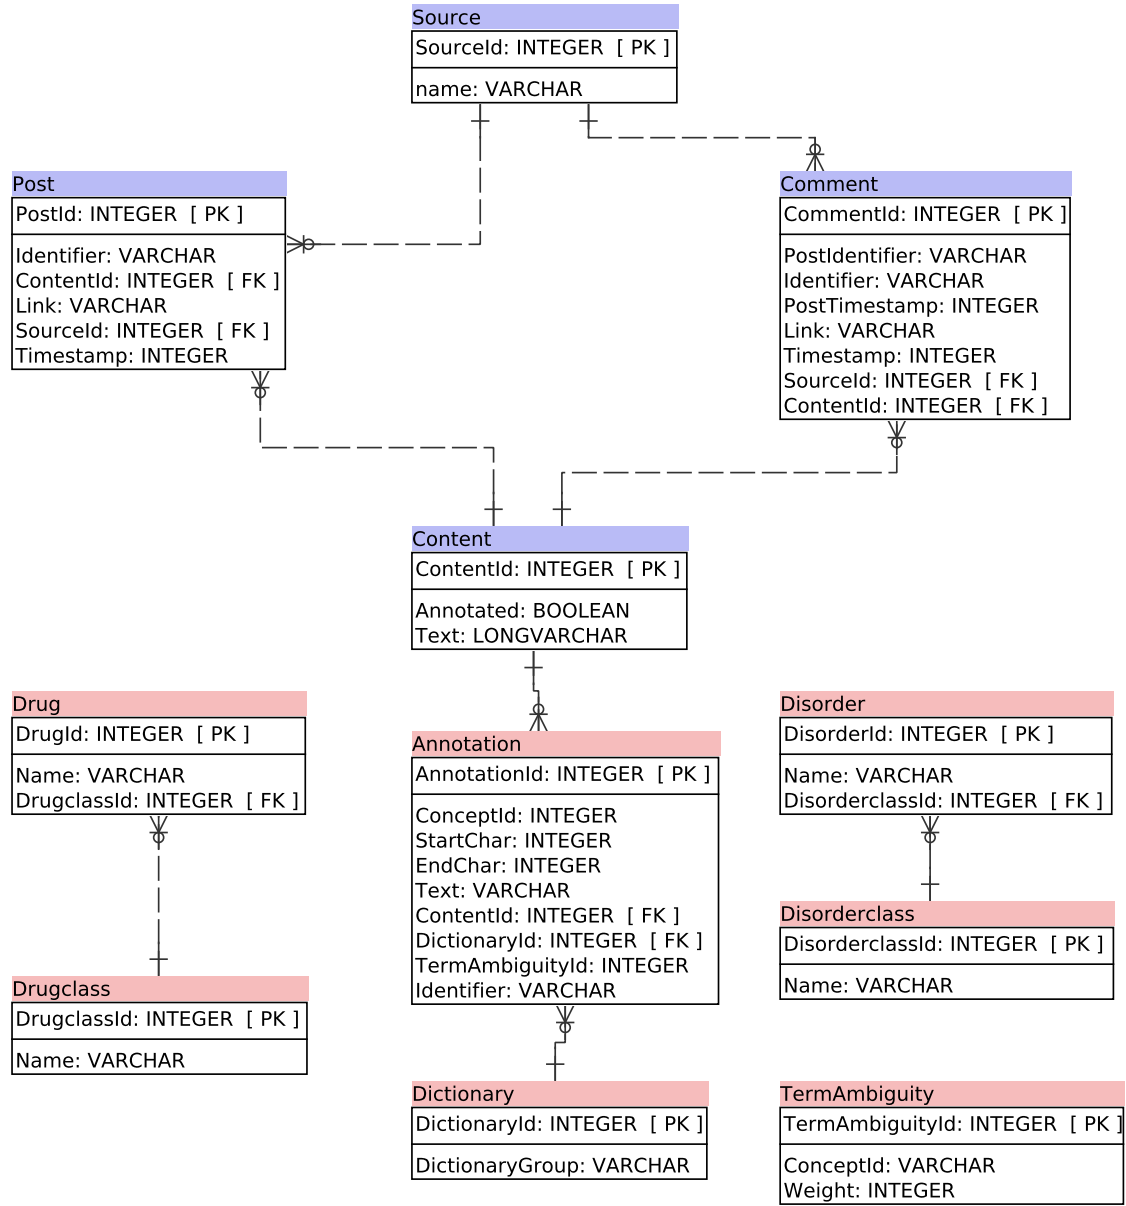 Source
SourceId: INTEGER  [ PK ]
name: VARCHAR
Post
PostId: INTEGER  [ PK ]
Identifier: VARCHAR
ContentId: INTEGER  [ FK ]
Link: VARCHAR
SourceId: INTEGER  [ FK ]
Timestamp: INTEGER
Comment
CommentId: INTEGER  [ PK ]
PostIdentifier: VARCHAR
Identifier: VARCHAR
PostTimestamp: INTEGER
Link: VARCHAR
Timestamp: INTEGER
SourceId: INTEGER  [ FK ]
ContentId: INTEGER  [ FK ]
Content
ContentId: INTEGER  [ PK ]
Annotated: BOOLEAN
Text: LONGVARCHAR
Drug
DrugId: INTEGER  [ PK ]
Name: VARCHAR
DrugclassId: INTEGER  [ FK ]
Annotation
AnnotationId: INTEGER  [ PK ]
ConceptId: INTEGER
StartChar: INTEGER
EndChar: INTEGER
Text: VARCHAR
ContentId: INTEGER  [ FK ]
DictionaryId: INTEGER  [ FK ]
TermAmbiguityId: INTEGER
Identifier: VARCHAR
Disorder
DisorderId: INTEGER  [ PK ]
Name: VARCHAR
DisorderclassId: INTEGER  [ FK ]
Disorderclass
DisorderclassId: INTEGER  [ PK ]
Name: VARCHAR
Drugclass
DrugclassId: INTEGER  [ PK ]
Name: VARCHAR
Dictionary
DictionaryId: INTEGER  [ PK ]
DictionaryGroup: VARCHAR
TermAmbiguity
TermAmbiguityId: INTEGER  [ PK ]
ConceptId: VARCHAR
Weight: INTEGER